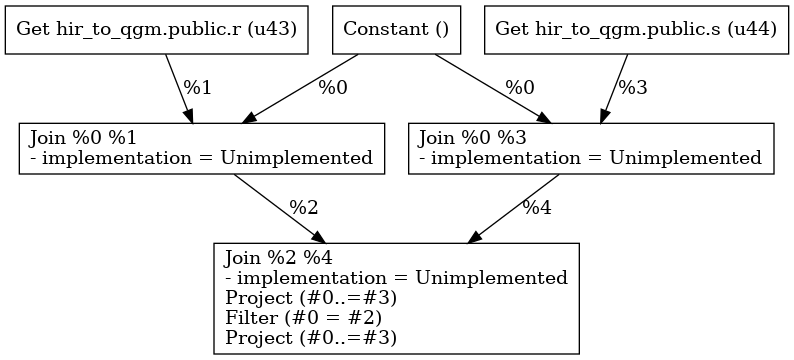 Get hir_to_qgm.public.r (u43)
Constant ()
Get hir_to_qgm.public.s (u44)
%1
%0
%0
%3
Join %0 %1
- implementation = Unimplemented
Join %0 %3
- implementation = Unimplemented
%2
%4
Join %2 %4
- implementation = Unimplemented
Project (#0..=#3)
Filter (#0 = #2)
Project (#0..=#3)